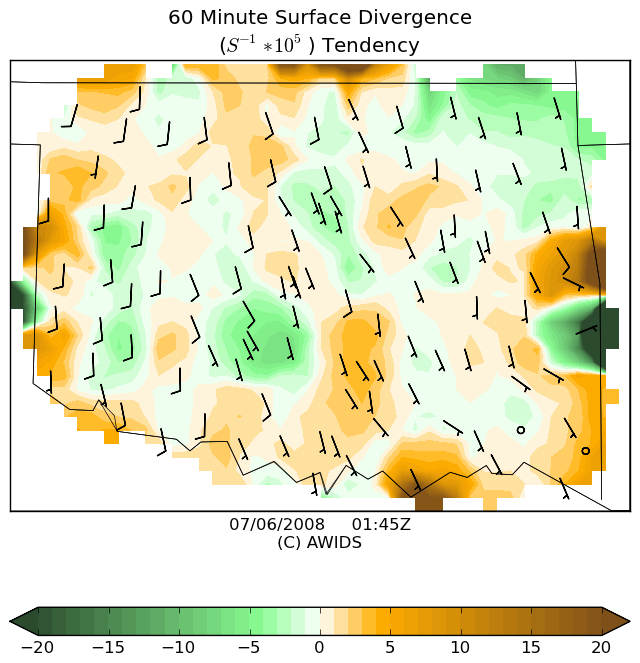 60 Minute Surface Divergence
(S⁻¹ * 10⁵ ) Tendency
07/06/2008 01:45Z
(C) AWIDS
−20 −15 −10 −5 0 5 10 15 20